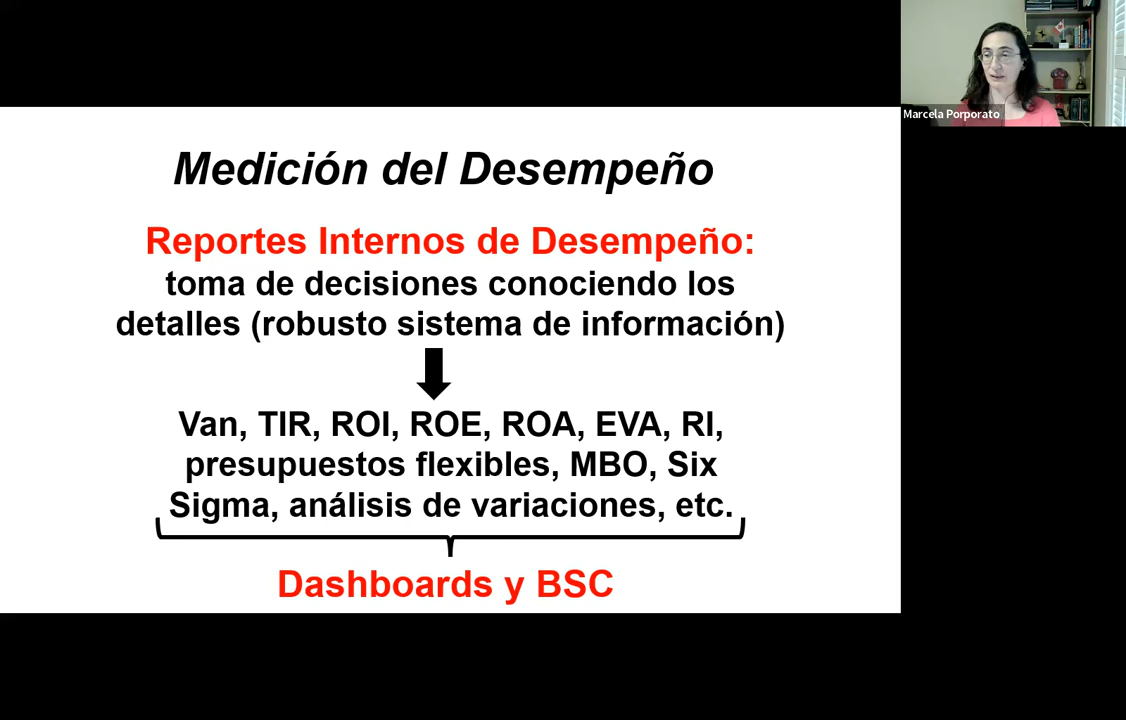 Marcela Porporato
Medición del Desempeño
Reportes Internos de Desempeño:
toma de decisiones conociendo los
detalles (robusto sistema de información)
Van, TIR, ROI, ROE, ROA, EVA, RI,
presupuestos flexibles, MBO, Six
Sigma, análisis de variaciones, etc.
Dashboards y BSC